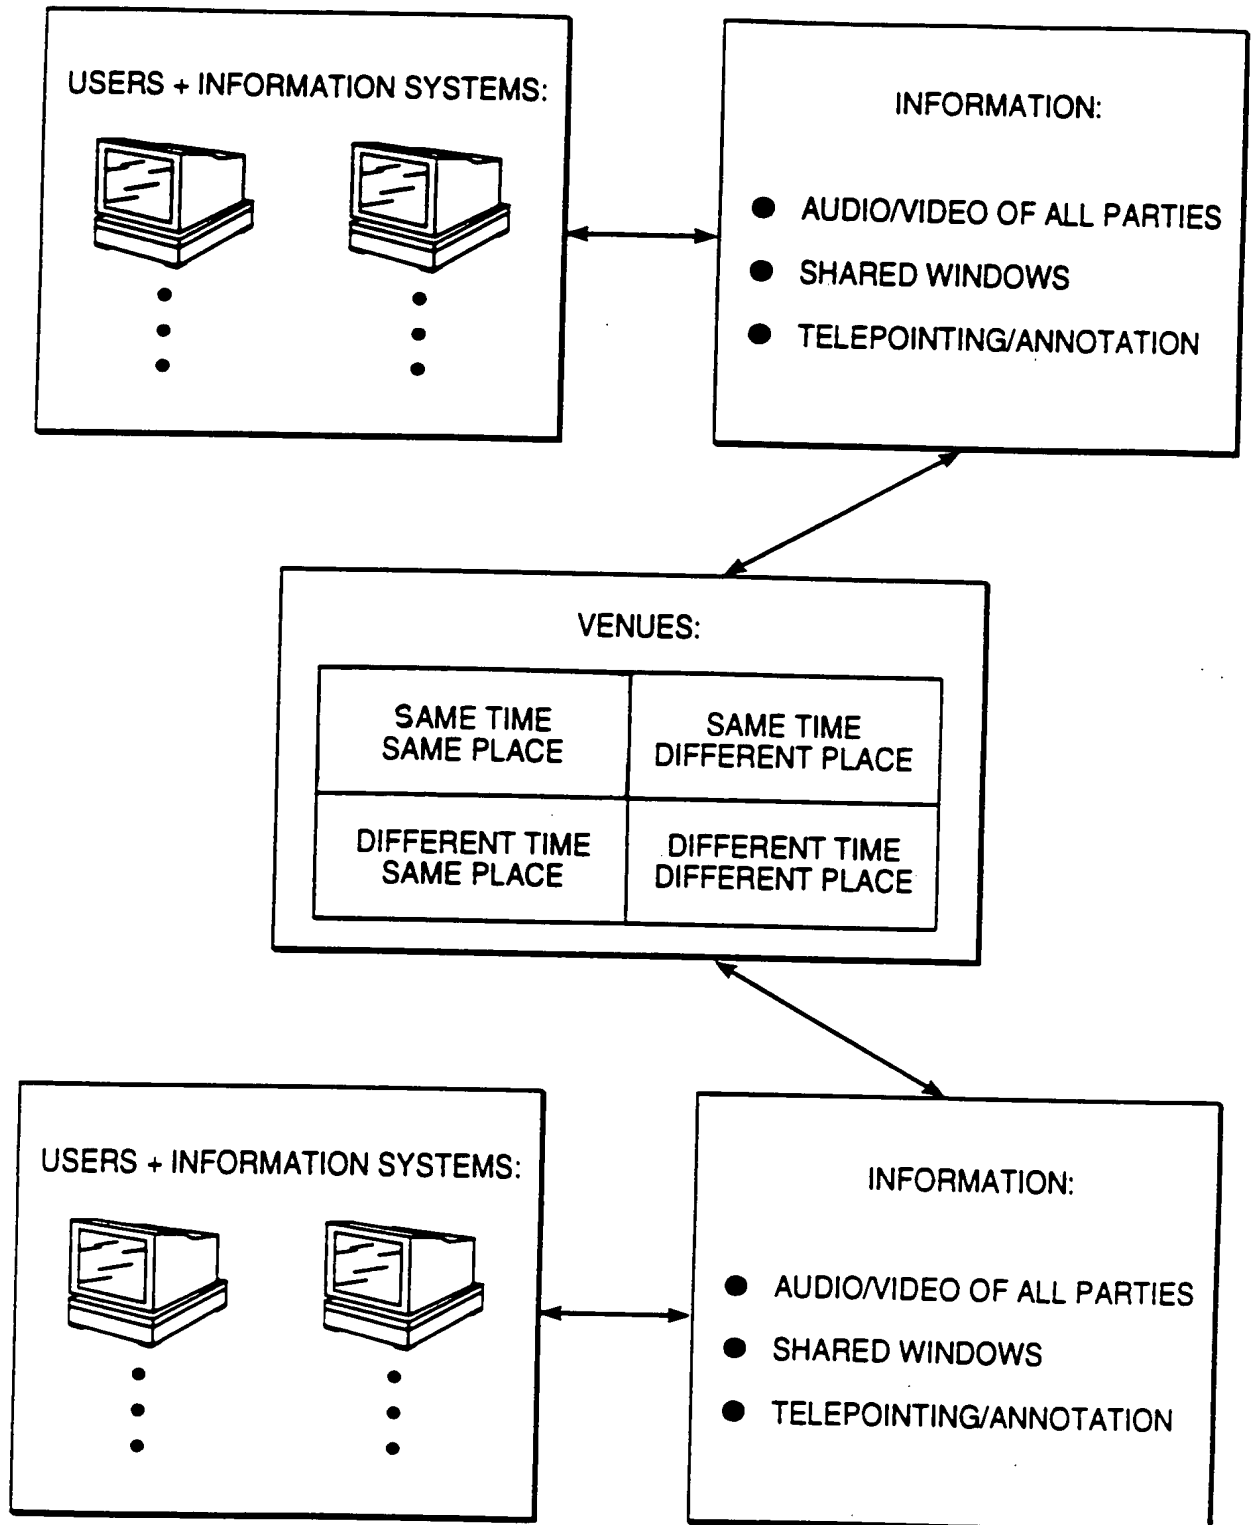 USERS + INFORMATION SYSTEMS:
INFORMATION:
● AUDIO/VIDEO OF ALL PARTIES
● SHARED WINDOWS
● TELEPOINTING/ANNOTATION
VENUES:
SAME TIME
SAME PLACE
SAME TIME
DIFFERENT PLACE
DIFFERENT TIME
SAME PLACE
DIFFERENT TIME
DIFFERENT PLACE
USERS + INFORMATION SYSTEMS:
INFORMATION:
● AUDIO/VIDEO OF ALL PARTIES
● SHARED WINDOWS
● TELEPOINTING/ANNOTATION